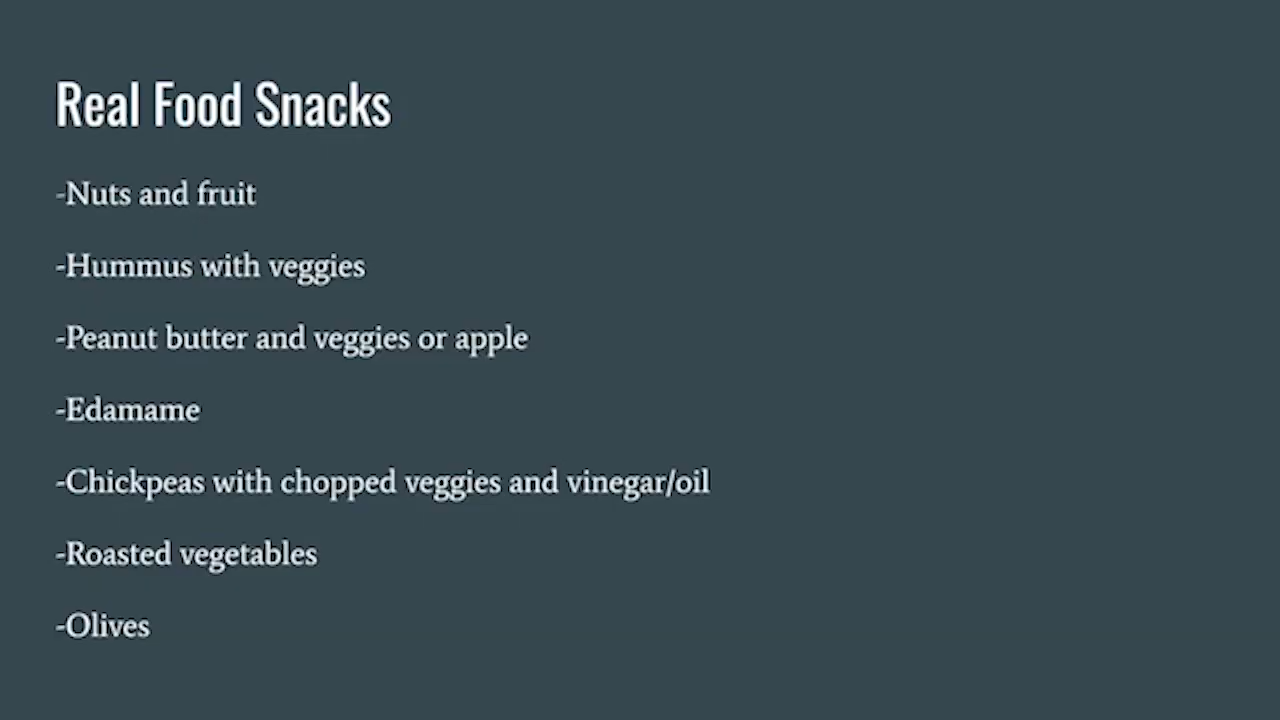 Real Food Snacks
-Nuts and fruit
-Hummus with veggies
-Peanut butter and veggies or apple
-Edamame
-Chickpeas with chopped veggies and vinegar/oil
-Roasted vegetables
-Olives